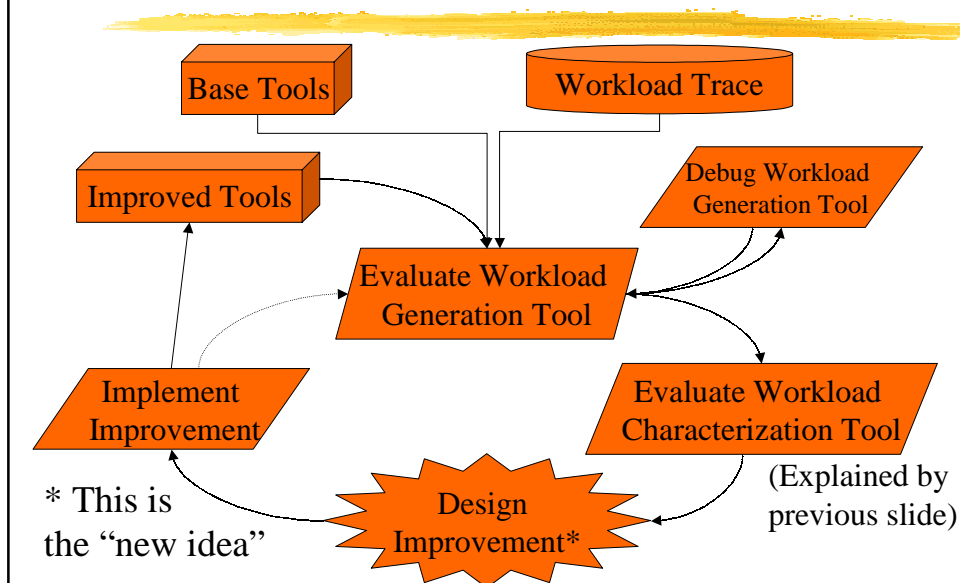 Base Tools
Workload Trace
Improved Tools
Debug Workload
Generation Tool
Evaluate Workload
Generation Tool
Implement
Improvement
Evaluate Workload
Characterization Tool
(Explained by
previous slide)
Design
Improvement*
* This is
the “new idea”